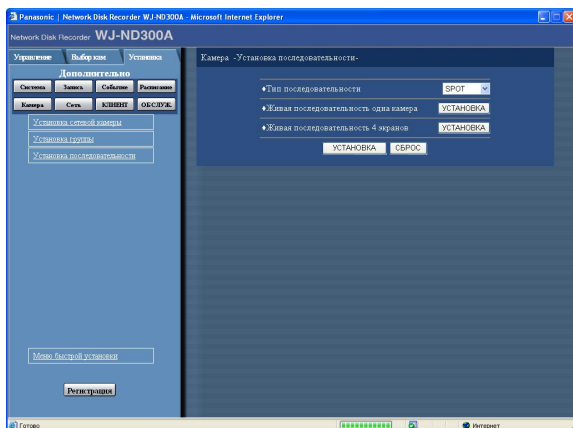 Panasonic | Network Disk Recorder WJ-ND300A - Microsoft Internet Explorer
Network Disk Recorder WJ-ND300A
Управление Выбор кам Установка
Дополнительно
Система Запись Событие Расписание
Камера Сеть КЛИЕНТ ОБСЛУЖ.
Установка сетевой камеры
Установка группы
Установка последовательности
Меню быстрой установки
Регистрация
Камера -Установка последовательности-
♦Тип последовательности SPOT
♦Живая последовательность одна камера УСТАНОВКА
♦Живая последовательность 4 экранов УСТАНОВКА
УСТАНОВКА СБРОС
Готово Интернет